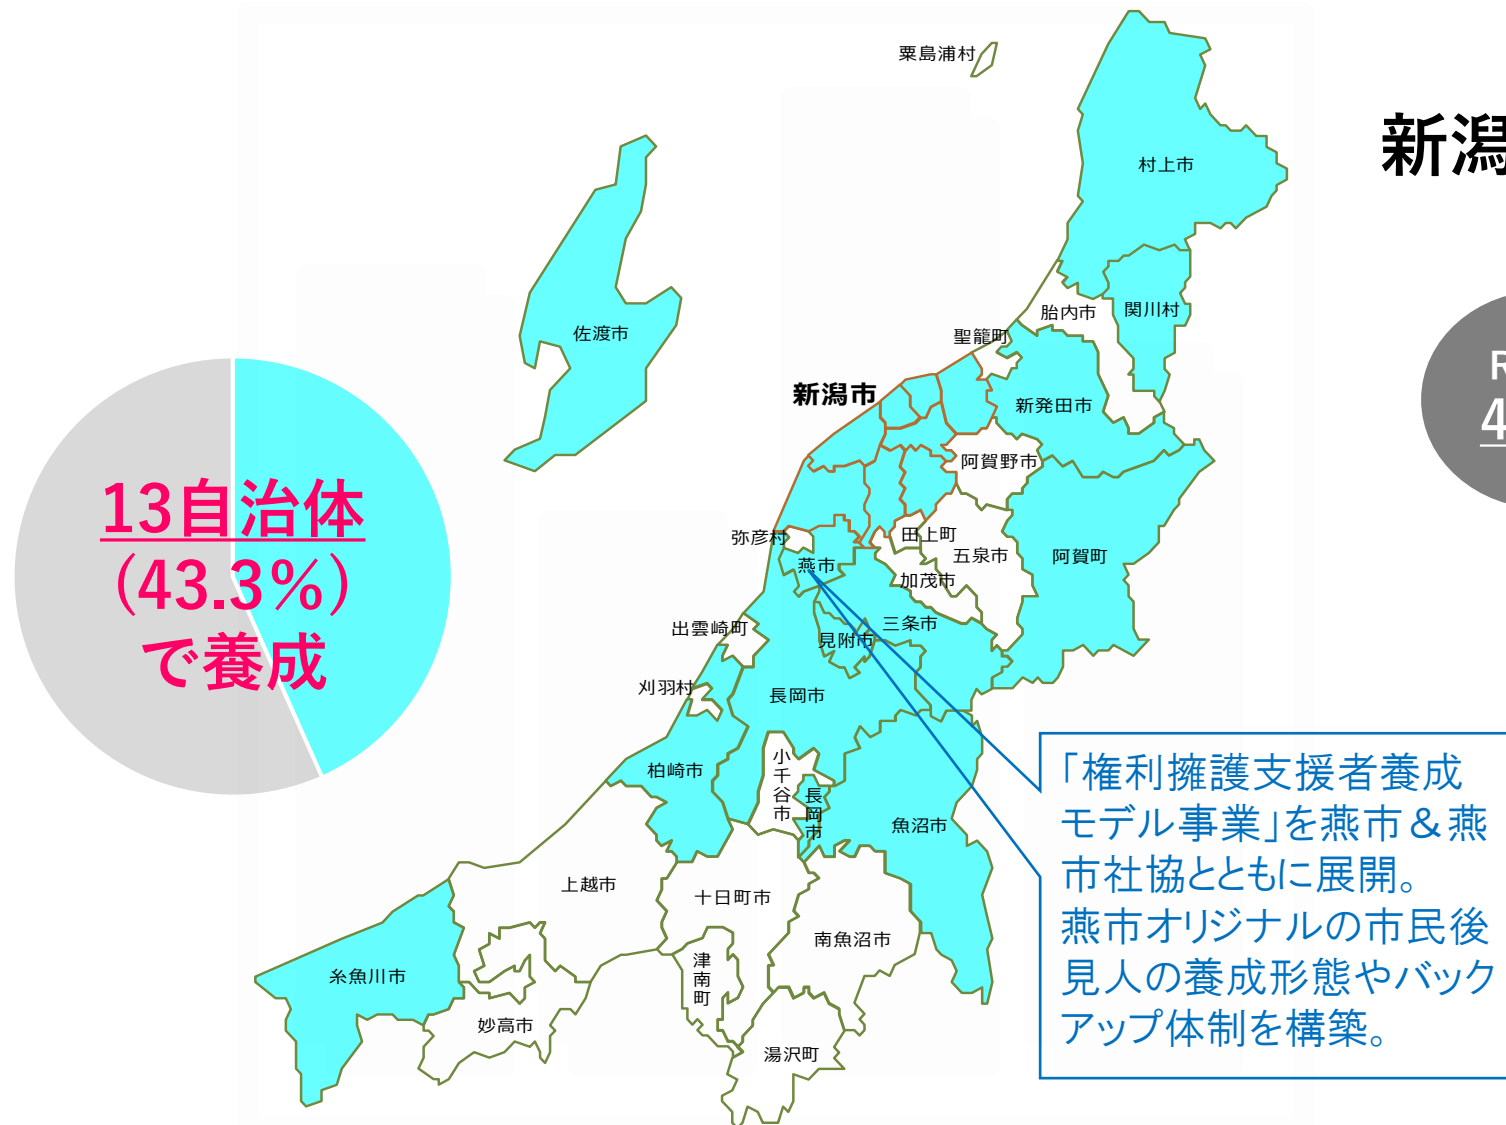 粟島浦村
新潟
村上市
胎内市
関川村
聖籠町
佐渡市
新潟市
新発田市
R
4
阿賀野市
13自治体
(43.3%)
で養成
弥彦村
燕市
田上町
五泉市
阿賀町
加茂市
出雲崎町
見附市
三条市
刈羽村
長岡市
柏崎市
小千谷市
長岡市
魚沼市
「権利擁護支援者養成
モデル事業」を燕市&燕
市社協とともに展開。
燕市オリジナルの市民後
見人の養成形態やバック
アップ体制を構築。
上越市
十日町市
南魚沼市
糸魚川市
津南町
妙高市
湯沢町